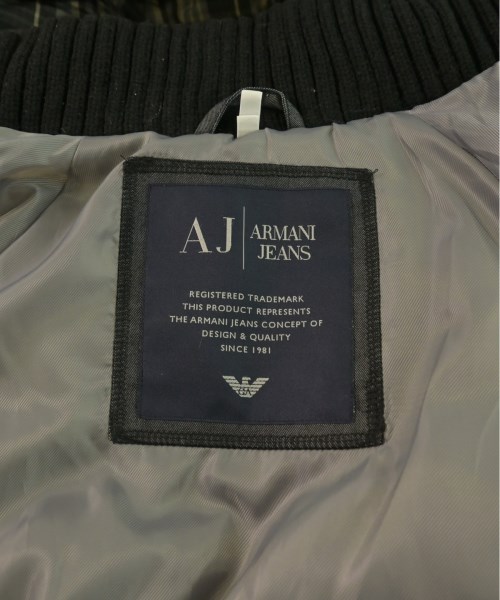 AJ
ARMANI
JEANS
REGISTERED TRADEMARK
THIS PRODUCT REPRESENTS
THE ARMANI JEANS CONCEPT OF
DESIGN & QUALITY
SINCE 1981